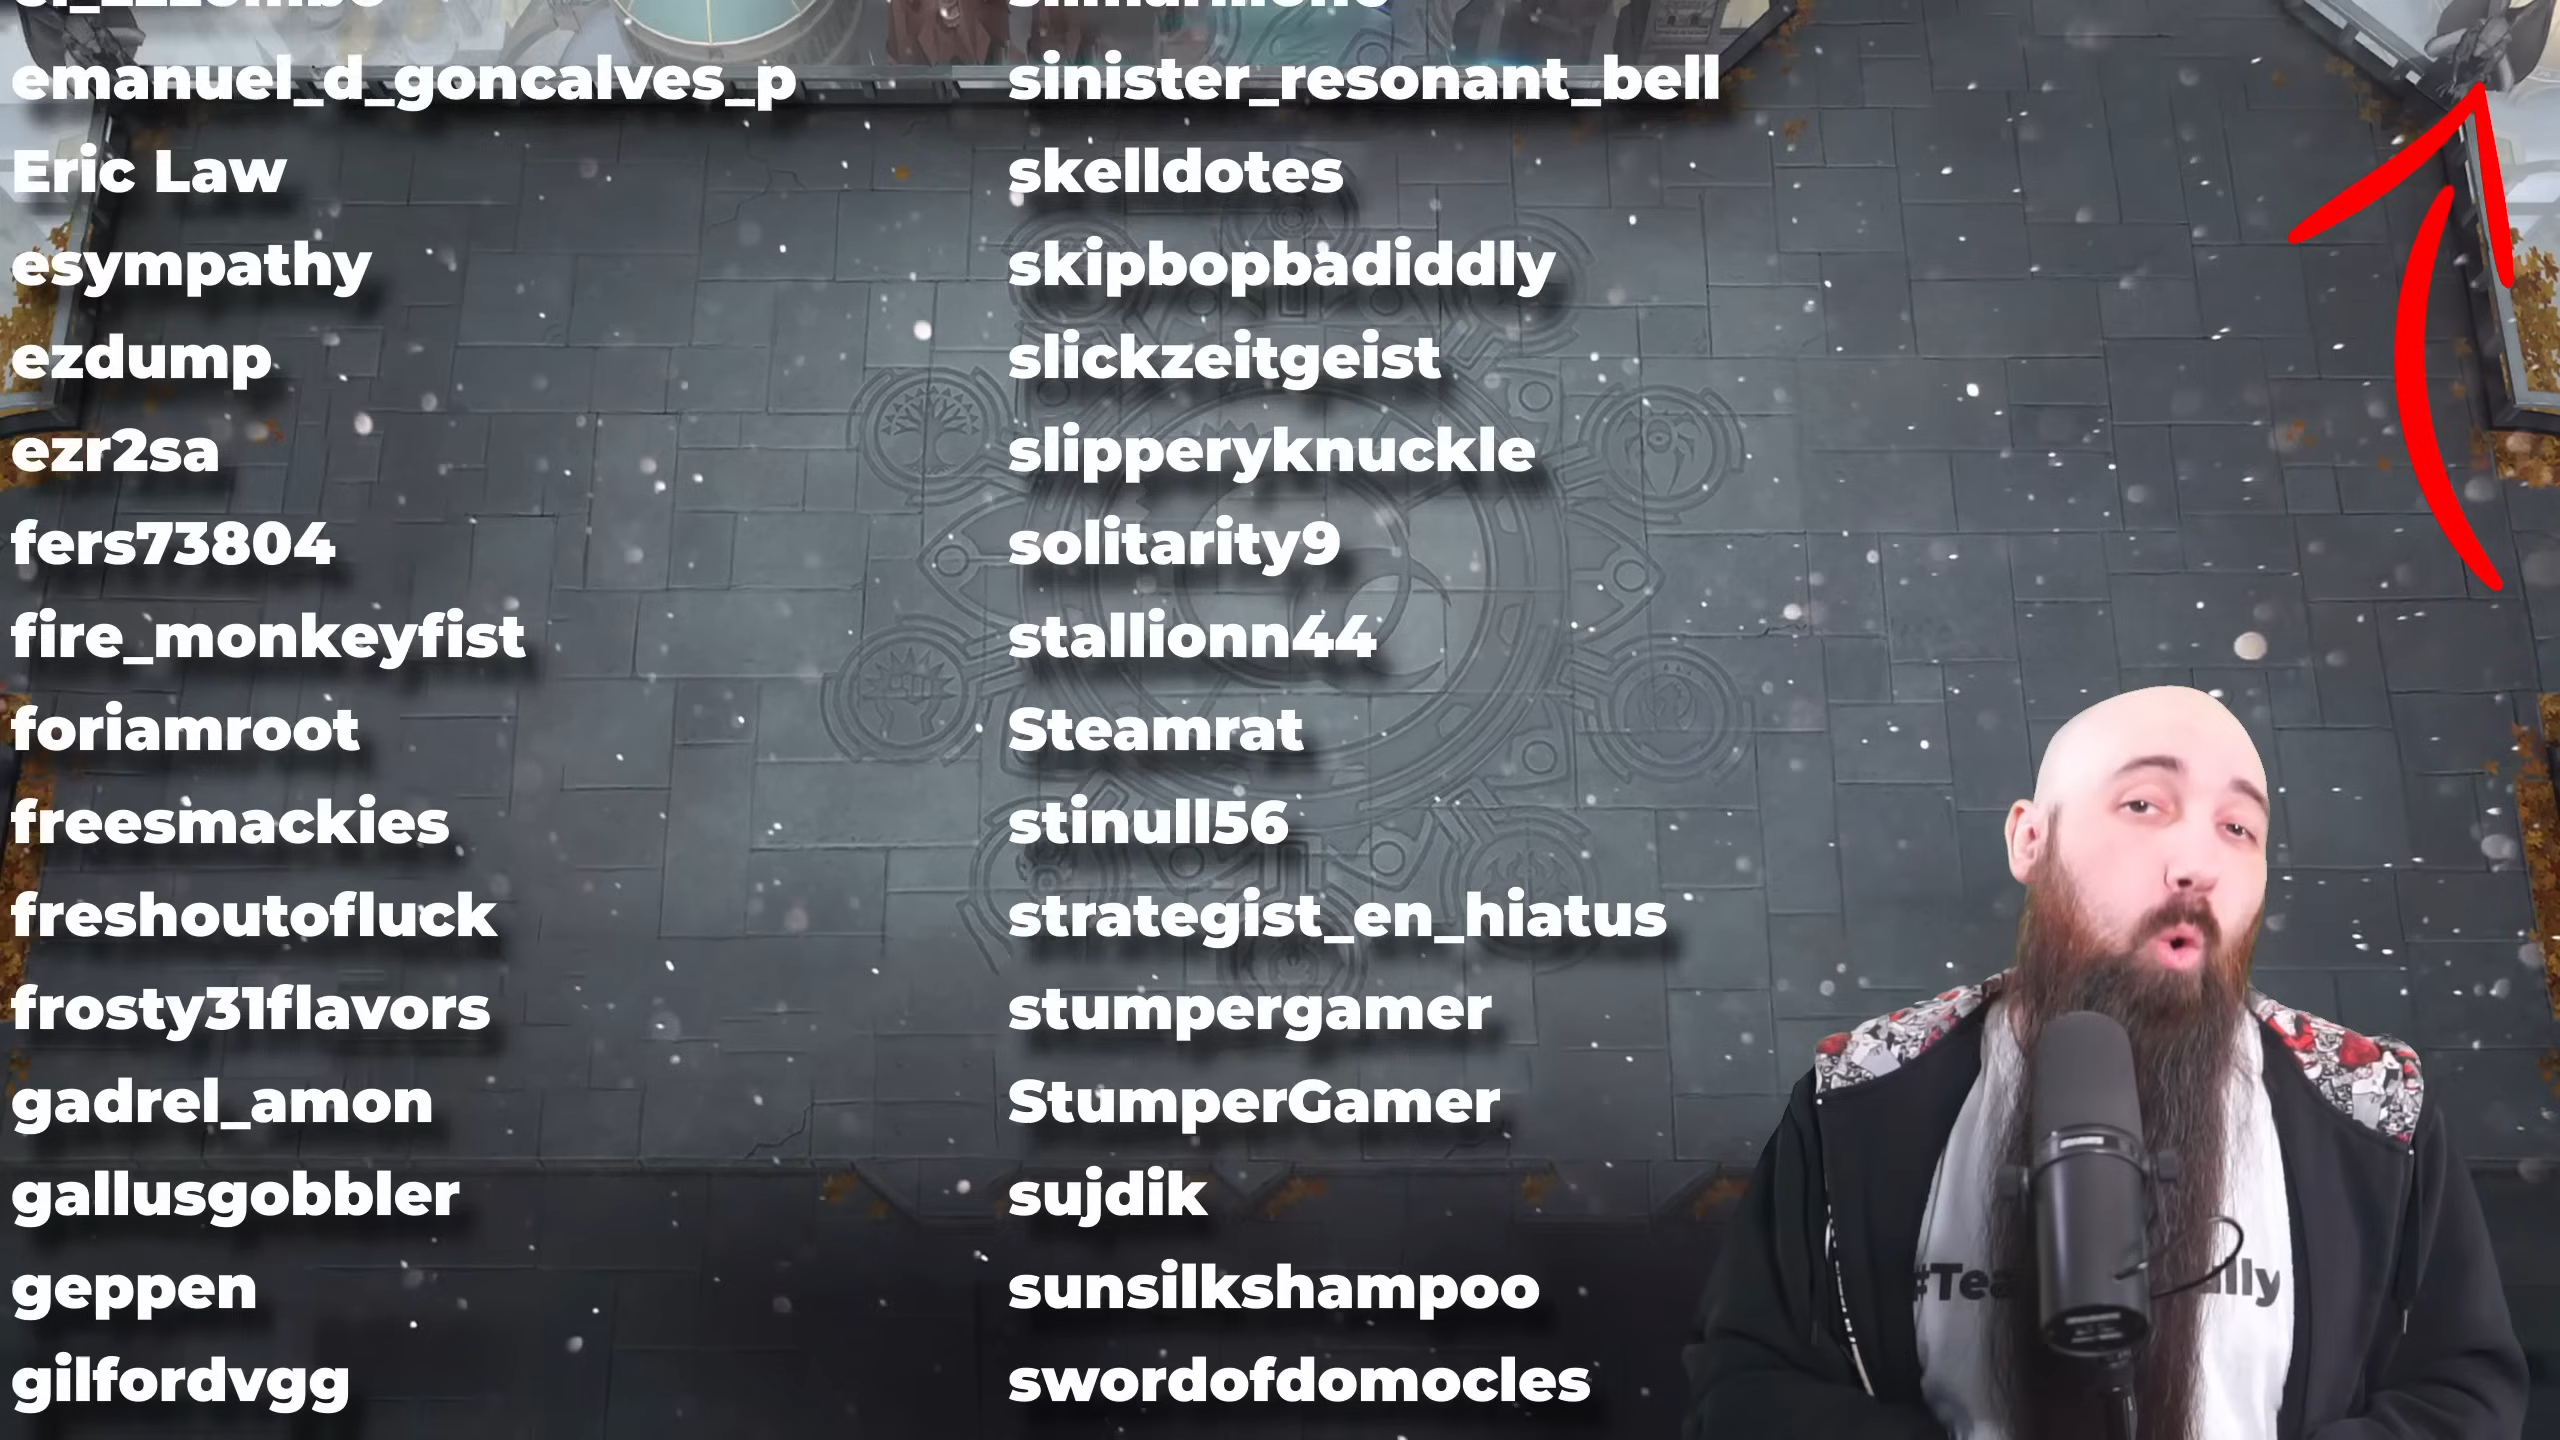 emanuel_d_goncalves_p
Eric Law
esympathy
ezdump
ezr2sa
fers73804
fire_monkeyfist
foriamroot
freesmackies
freshoutofluck
frosty31flavors
gadrel_amon
gallusgobbler
geppen
gilfordvgg
sinister_resonant_bell
skelldotes
skipbopbadiddly
slickzeitgeist
slipperyknuckle
solitarity9
stallionn44
Steamrat
stinull56
strategist_en_hiatus
stumpergamer
StumperGamer
sujdik
sunsilkshampoo
swordofdomocles